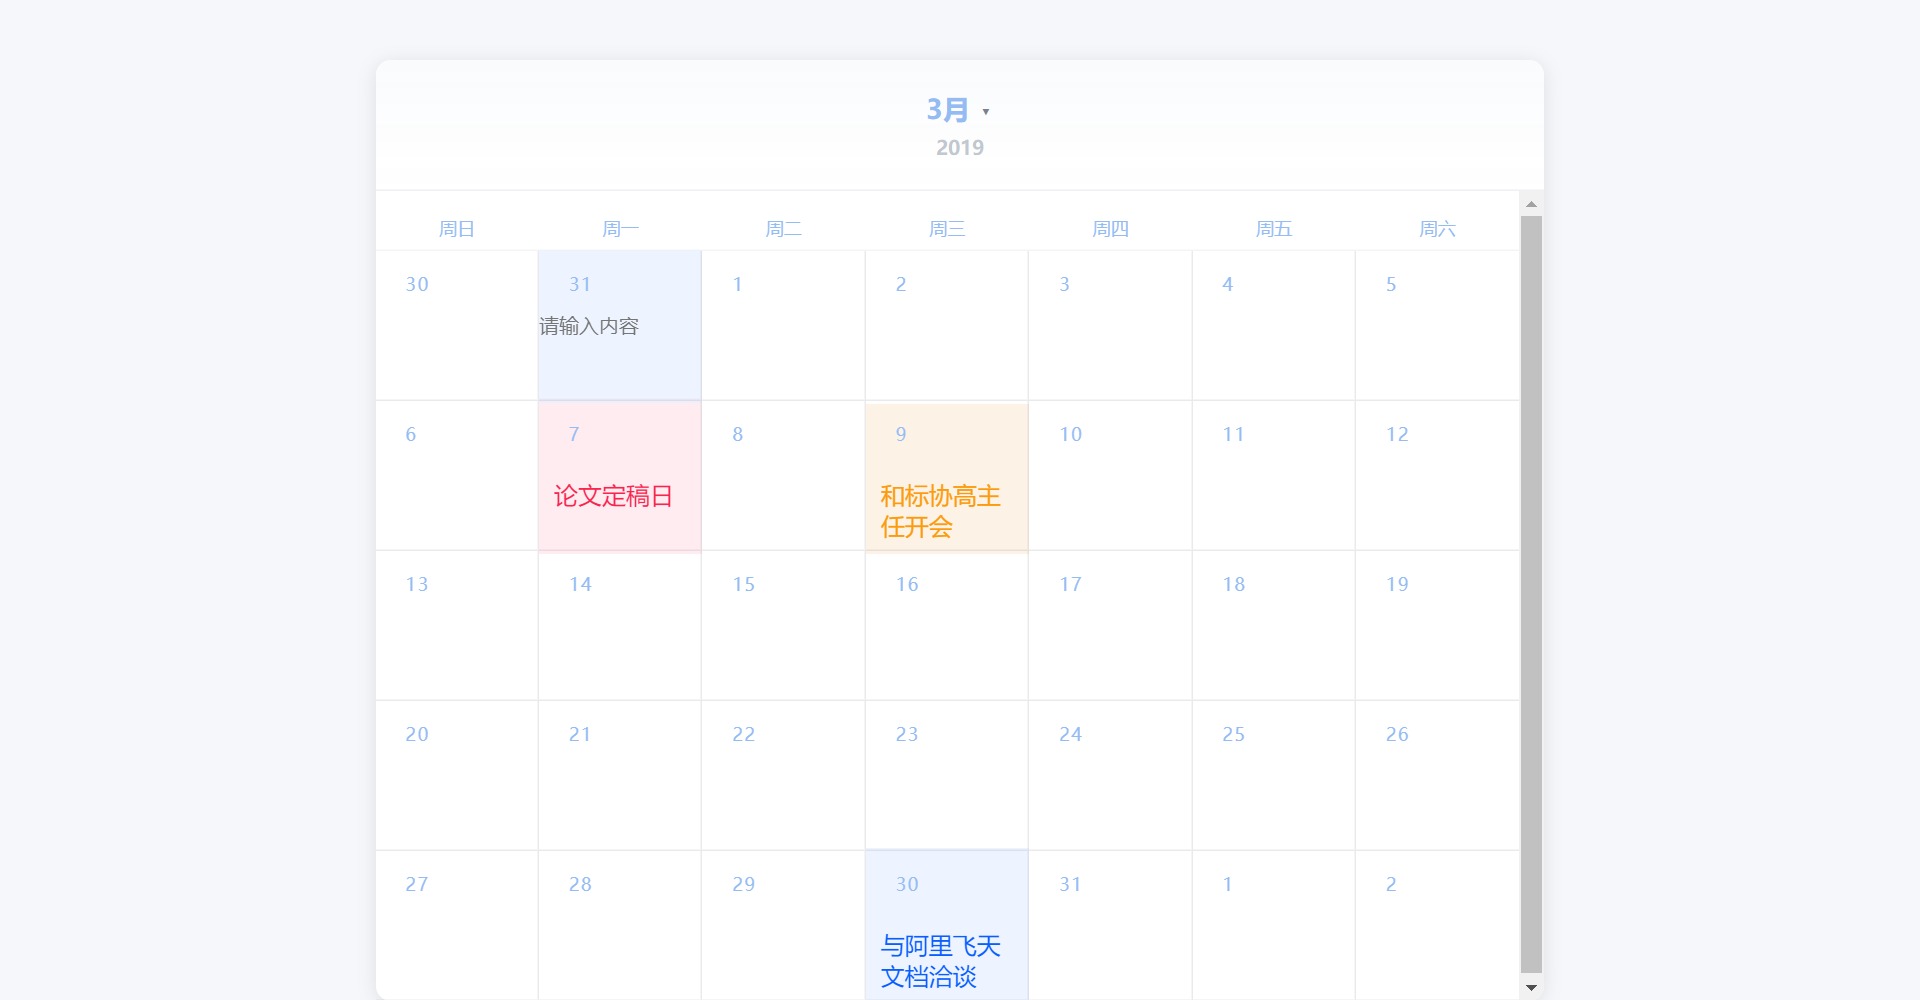 3月 ▾
2019
周日 周一 周二 周三 周四 周五 周六
30 31 1 2 3 4 5
请输入内容
6 7 8 9 10 11 12
论文定稿日 和标协高主
任开会
13 14 15 16 17 18 19
20 21 22 23 24 25 26
27 28 29 30 31 1 2
与阿里飞天
文档洽谈